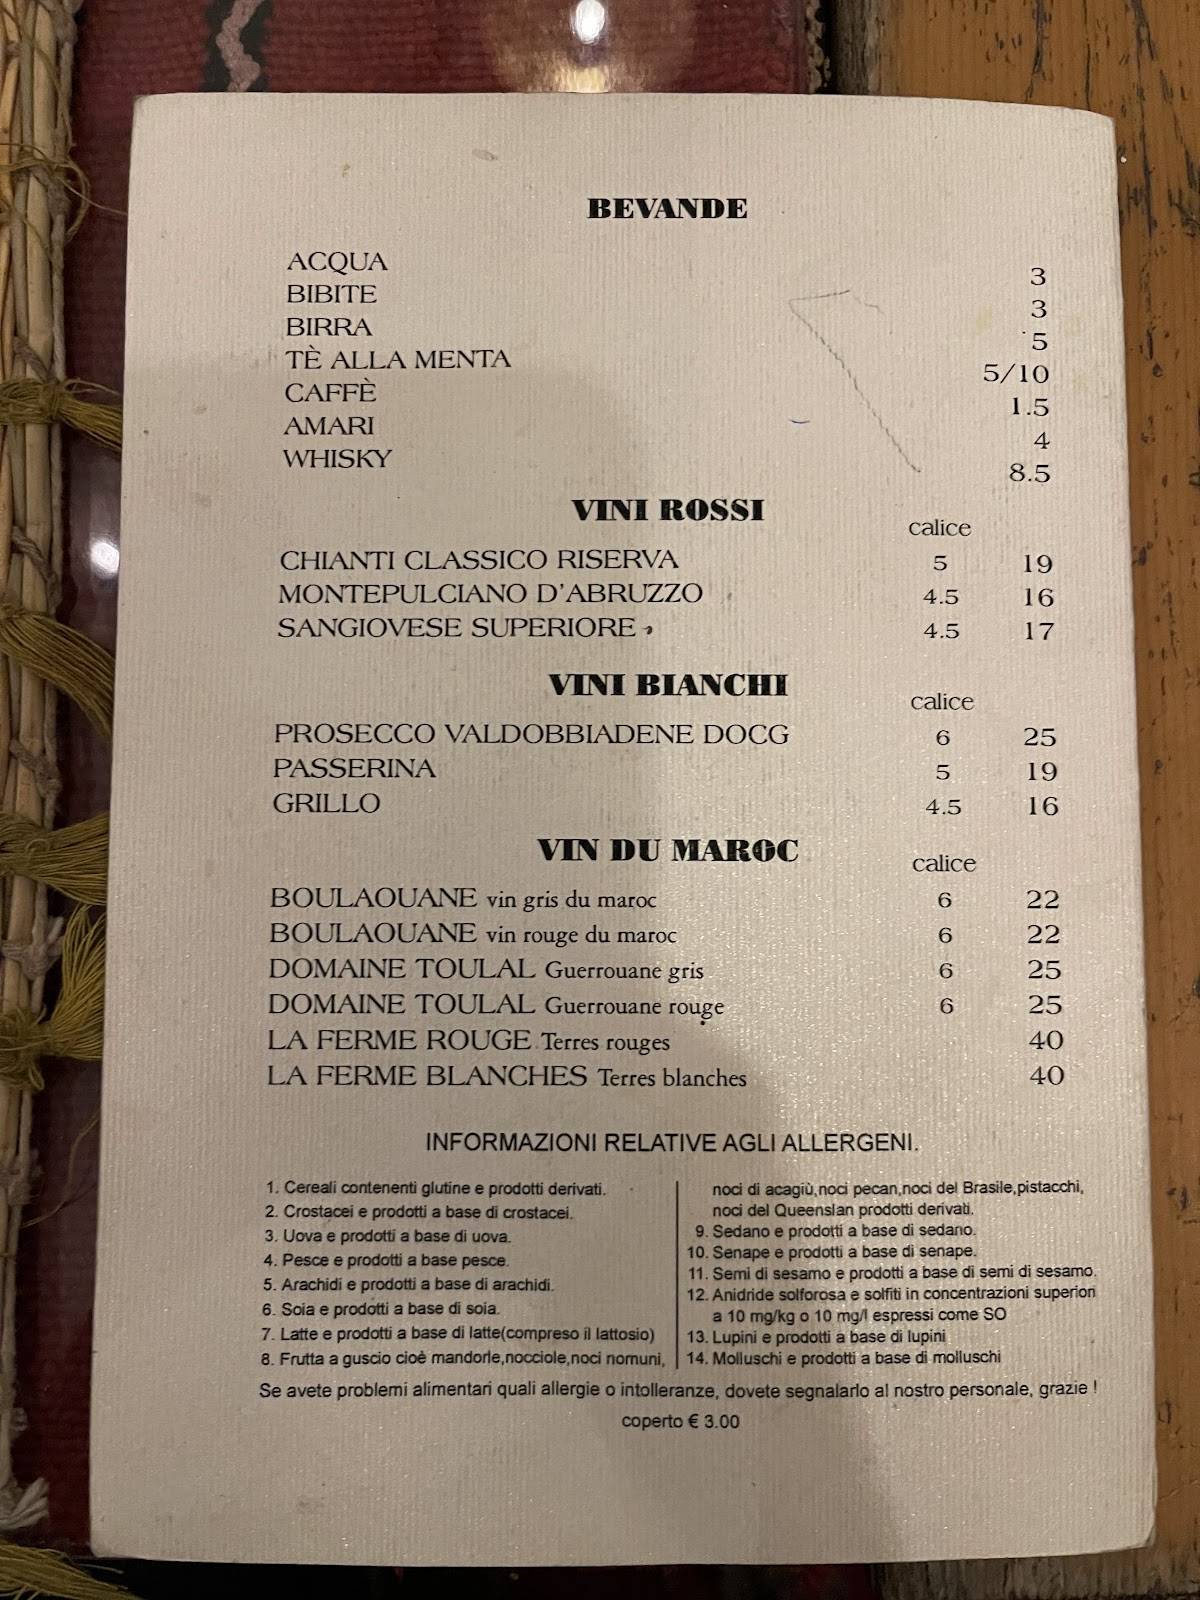 BEVANDE
ACQUA 3
BIBITE 3
BIRRA 5
TÈ ALLA MENTA 5/10
CAFFÈ 1.5
AMARI 4
WHISKY 8.5
VINI ROSSI calice
CHIANTI CLASSICO RISERVA 5 19
MONTEPULCIANO D'ABRUZZO 4.5 16
SANGIOVESE SUPERIORE 4.5 17
VINI BIANCHI calice
PROSECCO VALDOBBIADENE DOCG 6 25
PASSERINA 5 19
GRILLO 4.5 16
VIN DU MAROC calice
BOULAOUANE vin gris du maroc 6 22
BOULAOUANE vin rouge du maroc 6 22
DOMAINE TOULAL Guerrouane gris 6 25
DOMAINE TOULAL Guerrouane rouge 6 25
LA FERME ROUGE Terres rouges 40
LA FERME BLANCHES Terres blanches 40
INFORMAZIONI RELATIVE AGLI ALLERGENI.
1. Cereali contenenti glutine e prodotti derivati.
2. Crostacei e prodotti a base di crostacei.
3. Uova e prodotti a base di uova.
4. Pesce e prodotti a base pesce.
5. Arachidi e prodotti a base di arachidi.
6. Soia e prodotti a base di soia.
7. Latte e prodotti a base di latte(compreso il lattosio)
8. Frutta a guscio cioè mandorle,nocciole,noci nomuni,
noci di acagiù,noci pecan,noci del Brasile,pistacchi,
noci del Queenslan prodotti derivati.
9. Sedano e prodotti a base di sedano.
10. Senape e prodotti a base di senape.
11. Semi di sesamo e prodotti a base di semi di sesamo.
12. Anidride solforosa e solfiti in concentrazioni superiori
a 10 mg/kg o 10 mg/l espressi come SO
13. Lupini e prodotti a base di lupini
14. Molluschi e prodotti a base di molluschi
Se avete problemi alimentari quali allergie o intolleranze, dovete segnalarlo al nostro personale, grazie !
coperto € 3.00